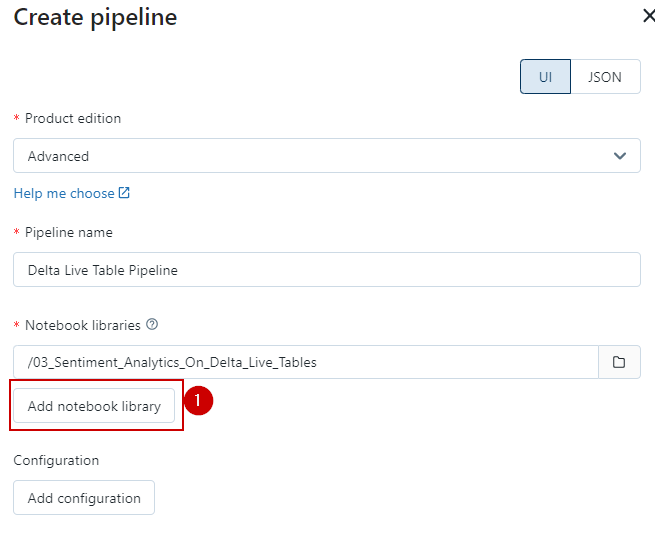 Create pipeline
UI JSON
* Product edition
Advanced
Help me choose
* Pipeline name
Delta Live Table Pipeline
* Notebook libraries
/03_Sentiment_Analytics_On_Delta_Live_Tables
Add notebook library 1
Configuration
Add configuration